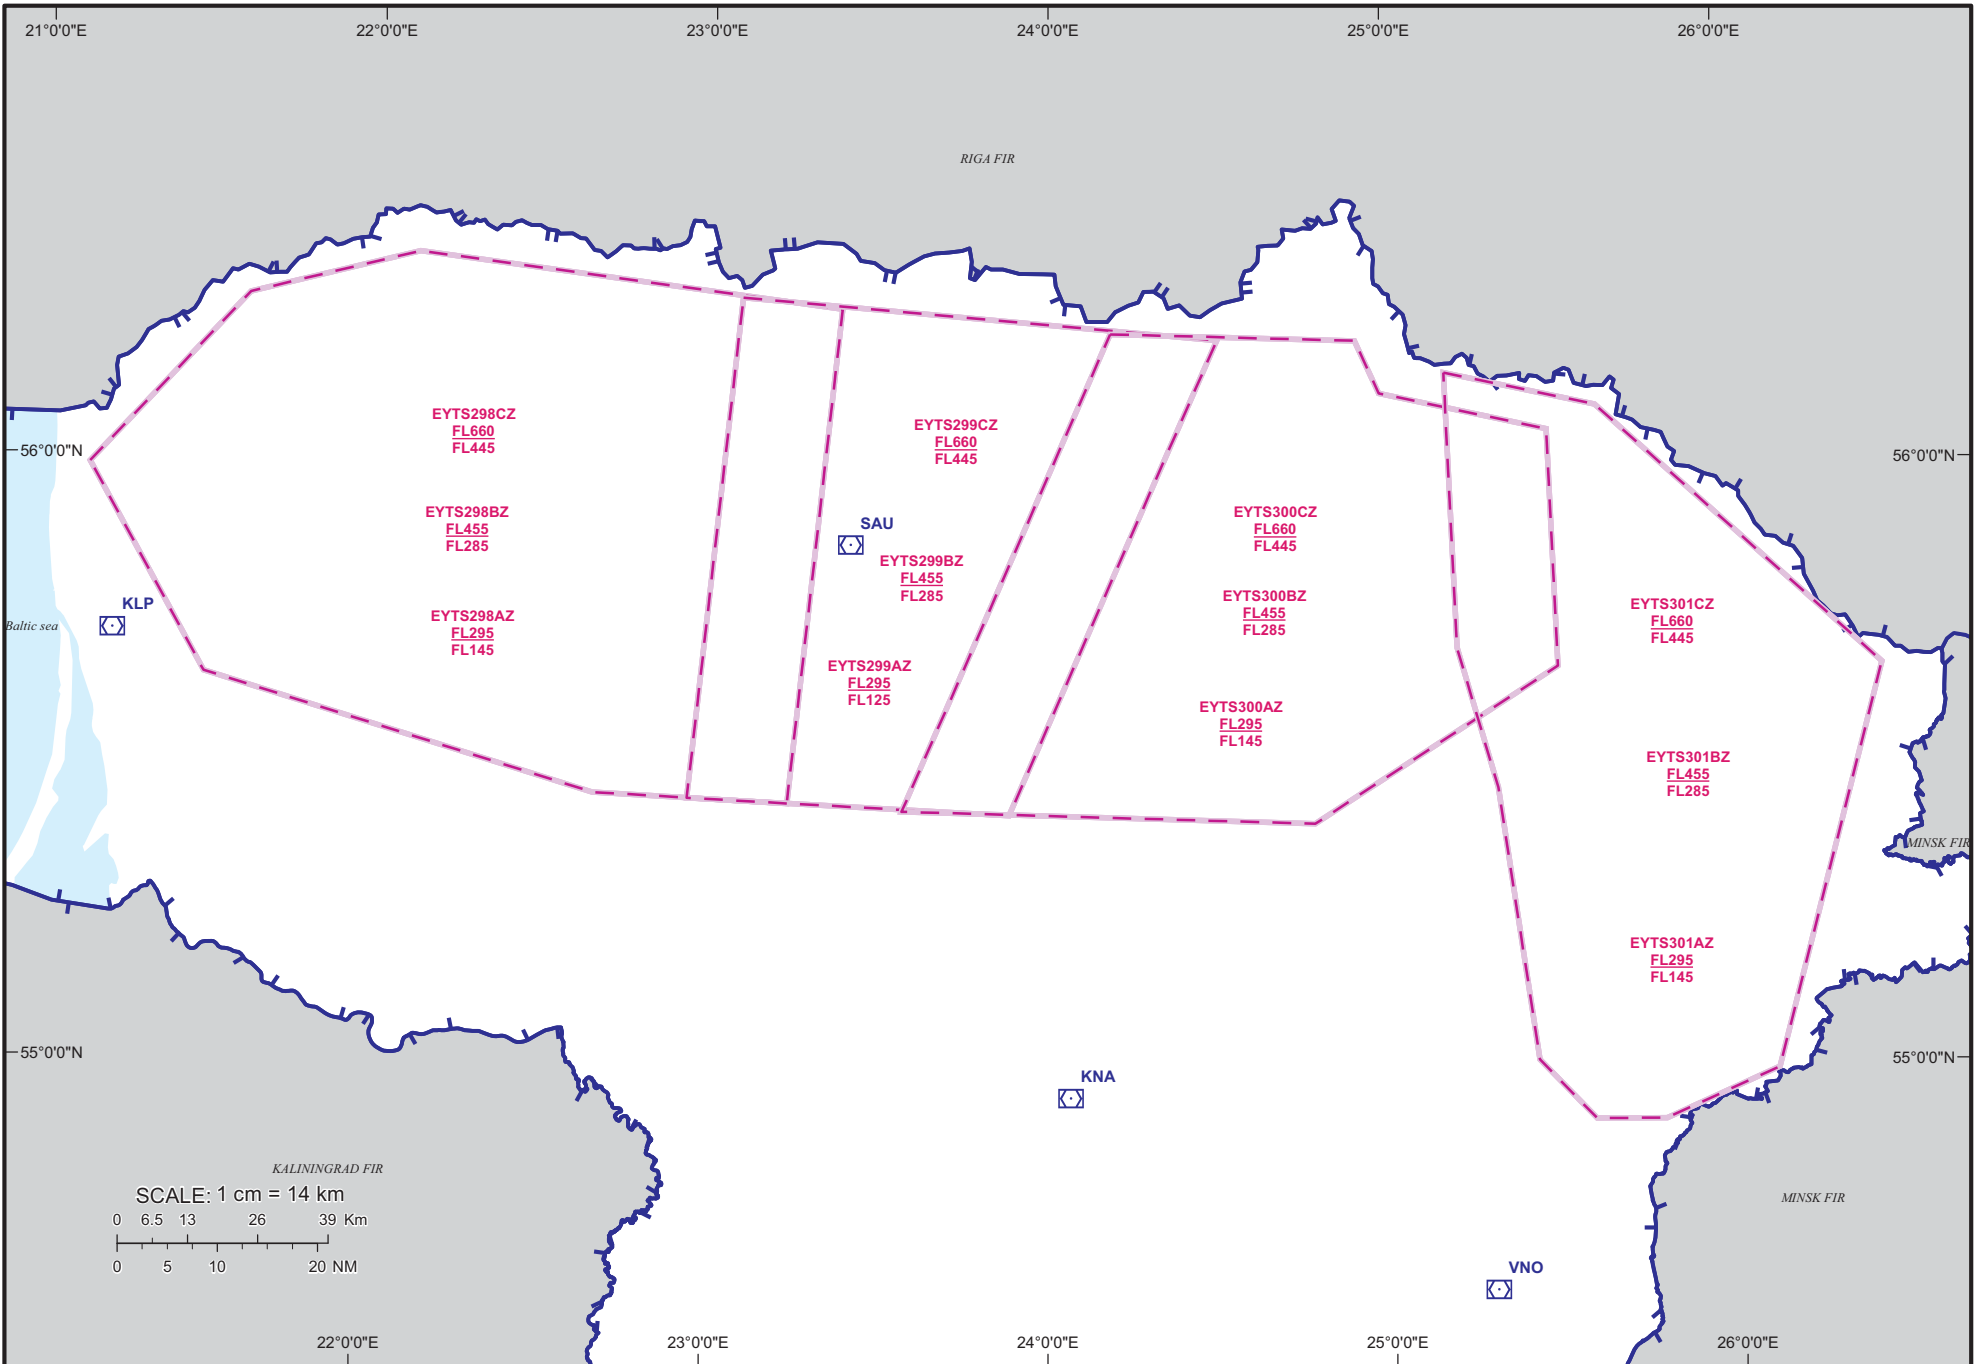 21°0'0"E
22°0'0"E
23°0'0"E
24°0'0"E
25°0'0"E
26°0'0"E
RIGA FIR
EYTS298CZ
FL660
FL445
EYTS299CZ
FL660
FL445
56°0'0"N
56°0'0"N
EYTS298BZ
FL455
FL285
SAU
EYTS300CZ
FL660
FL445
EYTS299BZ
FL455
FL285
KLP
Baltic sea
EYTS298AZ
FL295
FL145
EYTS300BZ
FL455
FL285
EYTS301CZ
FL660
FL445
EYTS299AZ
FL295
FL125
EYTS300AZ
FL295
FL145
EYTS301BZ
FL455
FL285
MINSK FIR
EYTS301AZ
FL295
FL145
55°0'0"N
55°0'0"N
KNA
KALININGRAD FIR
SCALE: 1 cm = 14 km
0 6.5 13 26 39 Km
0 5 10 20 NM
MINSK FIR
VNO
22°0'0"E
23°0'0"E
24°0'0"E
25°0'0"E
26°0'0"E